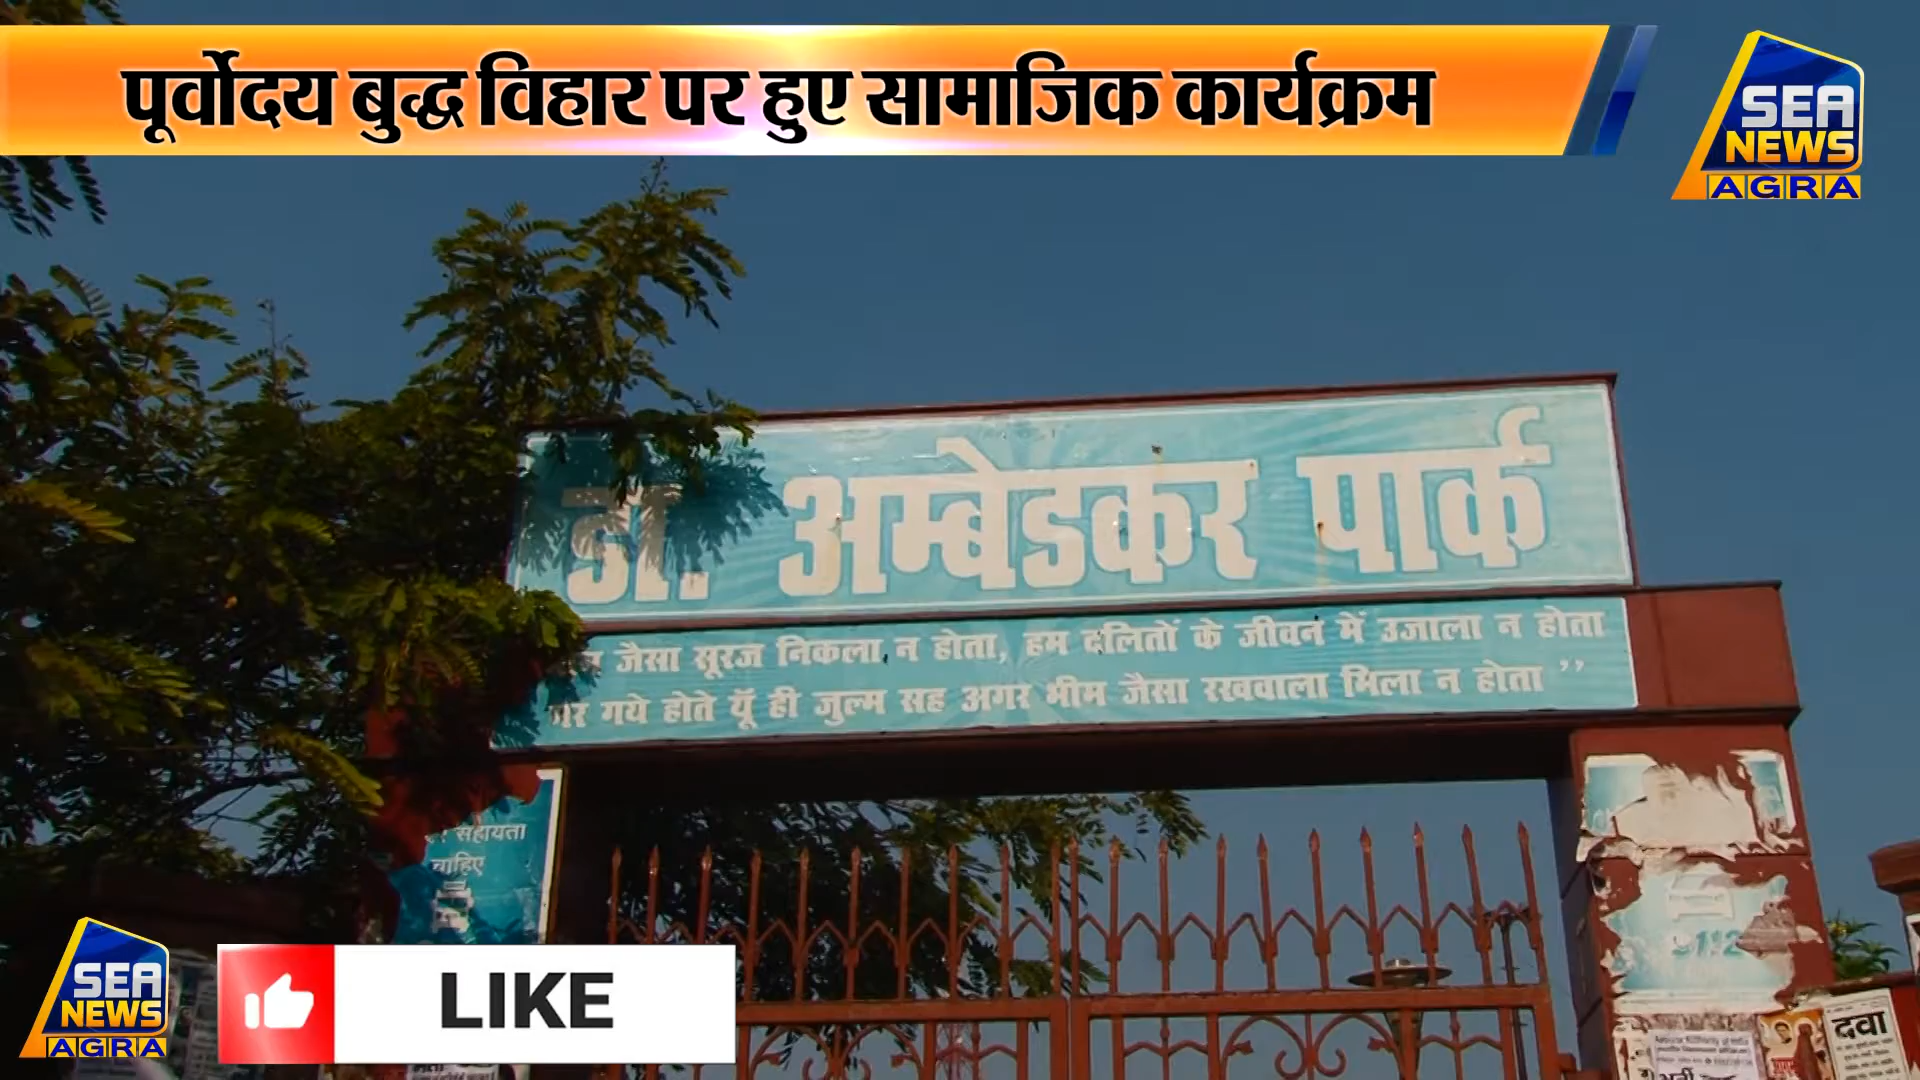 पूर्वोदय बुद्ध विहार पर हुए सामाजिक कार्यक्रम
SEA
NEWS
AGRA
डॉ. अम्बेडकर पार्क
जैसा सूरज निकला न होता, हम दलितों के जीवन में उजाला न होता
गये होते यूँ ही जुल्म सह अगर भीम जैसा रखवाला मिला न होता ”
सहायता
चाहिए
112
SEA
NEWS
AGRA
LIKE
दवा